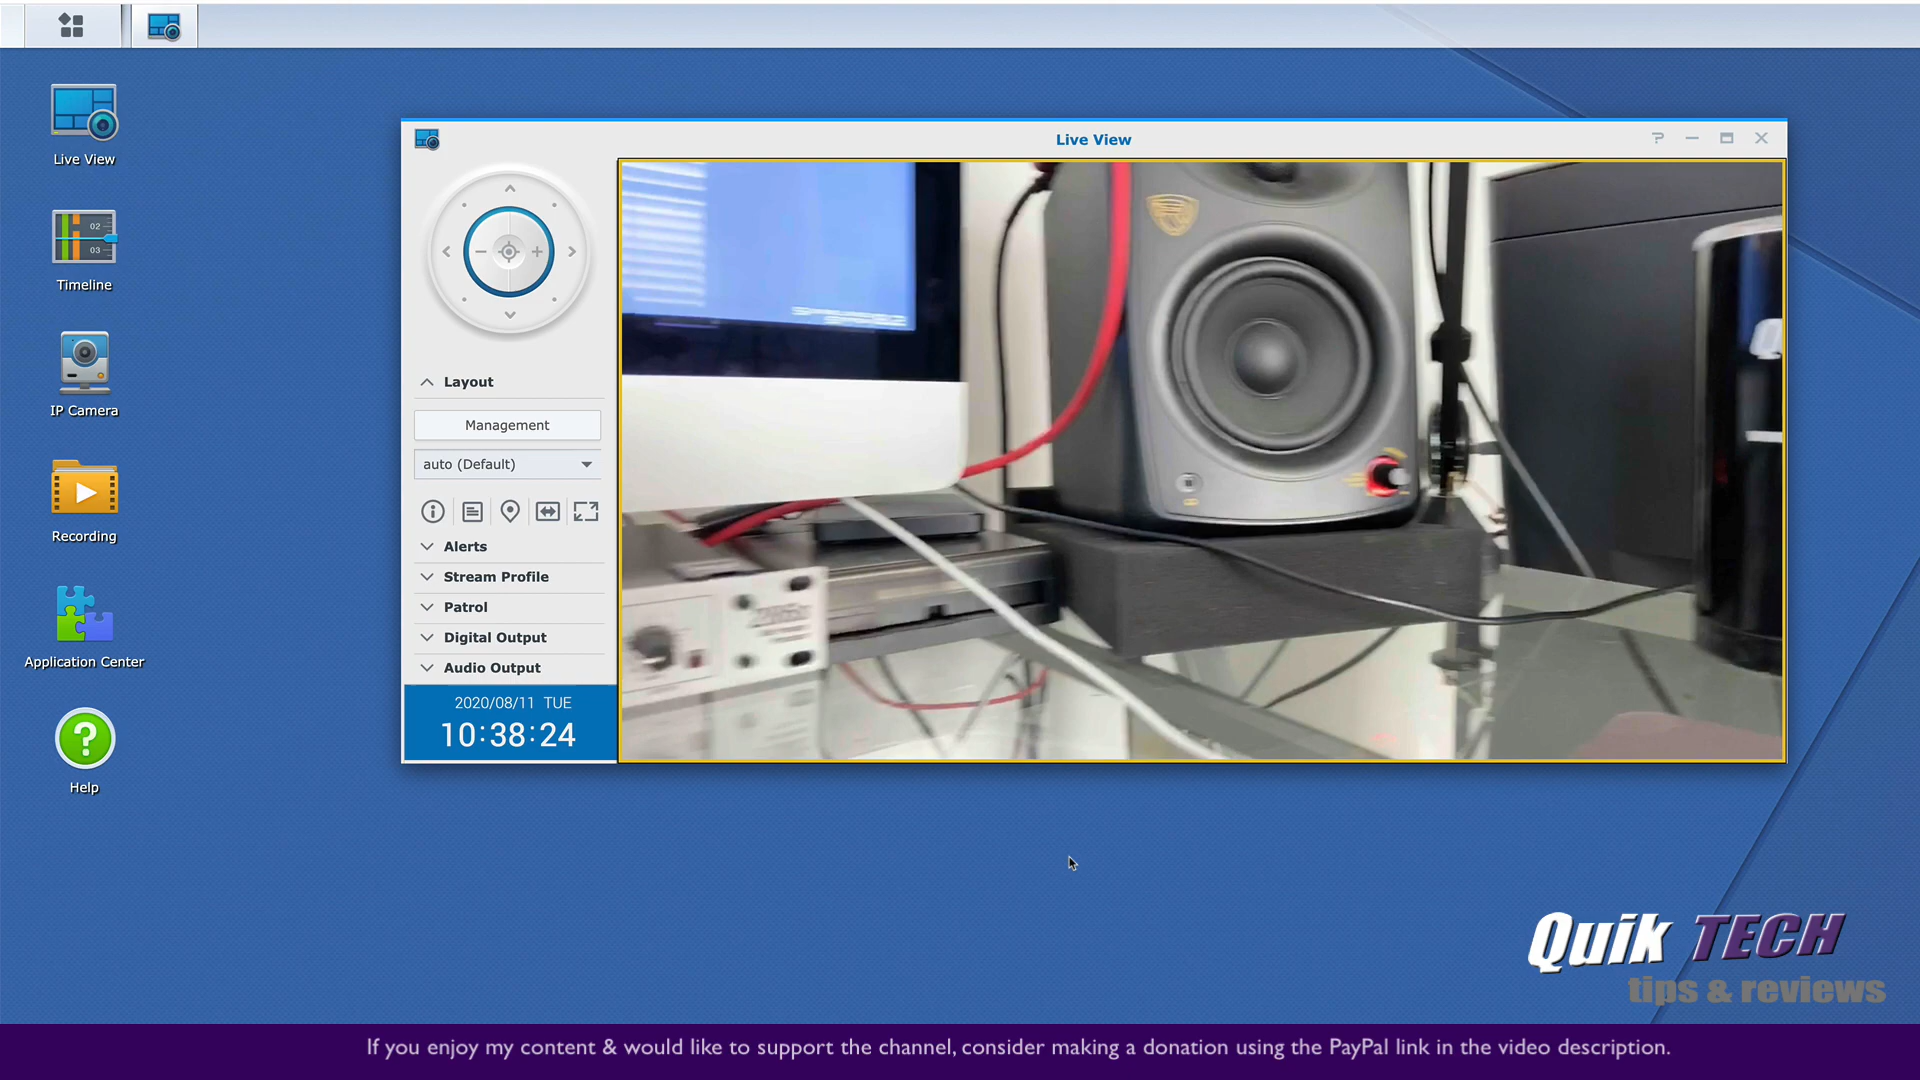 Live View
02
03
Timeline
IP Camera
Recording
Application Center
Help
Live View
Layout
Management
auto (Default)
Alerts
Stream Profile
Patrol
Digital Output
Audio Output
2020/08/11 TUE
10:38:24
Quik TECH
tips & reviews
If you enjoy my content & would like to support the channel, consider making a donation using the PayPal link in the video description.